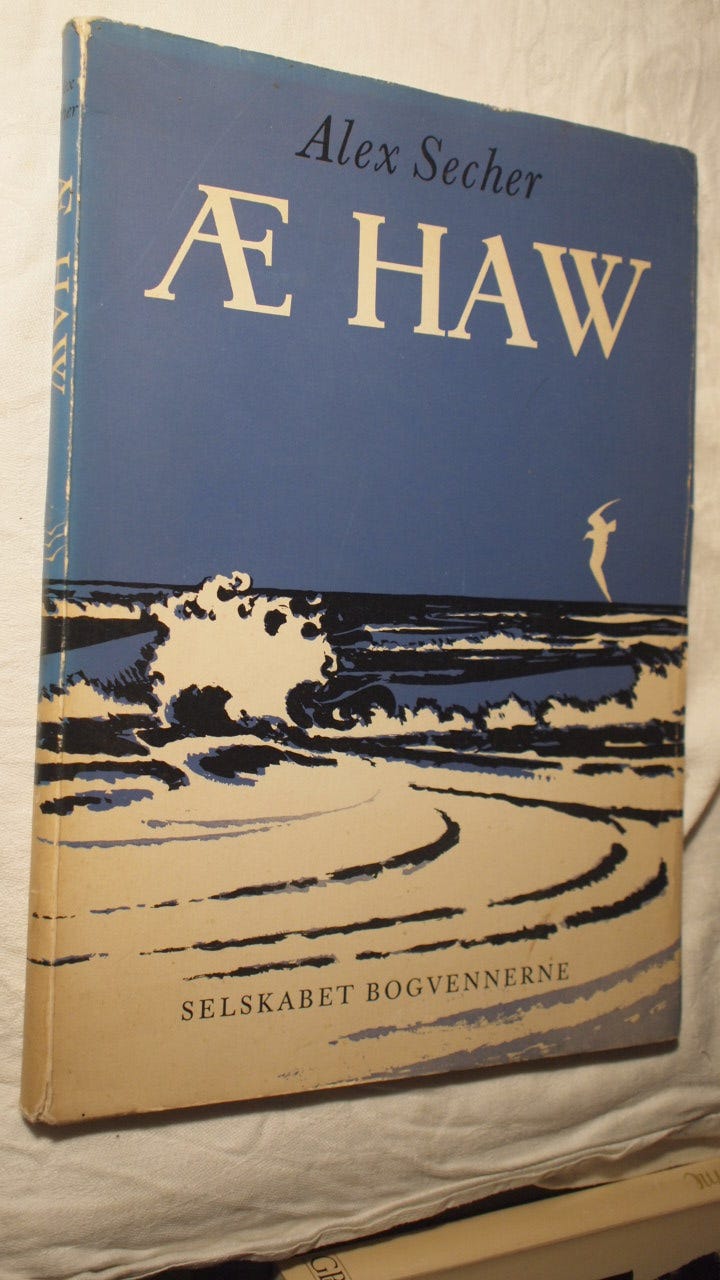 Alex Secher
Æ HAW
SELSKABET BOGVENNERNE
Æ HAW